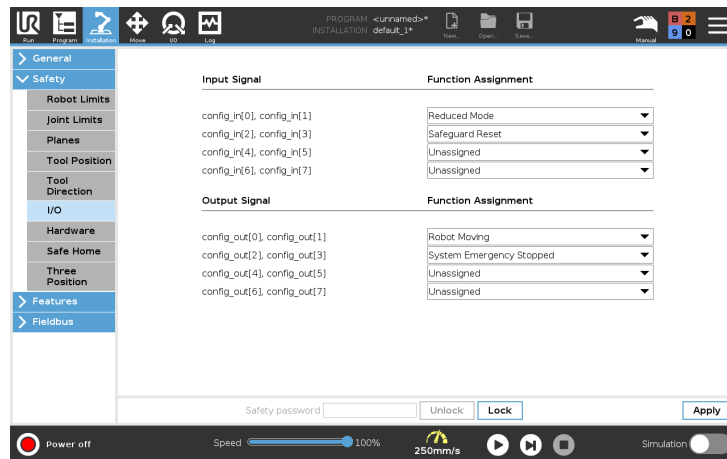 UR
PROGRAM <unnamed>*
INSTALLATION default_1*
Run Program Installation Move I/O Log New... Open... Save... Manual
B 2
9 0
General
Safety
Robot Limits
Joint Limits
Planes
Tool Position
Tool
Direction
I/O
Hardware
Safe Home
Three
Position
Features
Fieldbus
Input Signal Function Assignment
config_in[0], config_in[1] Reduced Mode
config_in[2], config_in[3] Safeguard Reset
config_in[4], config_in[5] Unassigned
config_in[6], config_in[7] Unassigned
Output Signal Function Assignment
config_out[0], config_out[1] Robot Moving
config_out[2], config_out[3] System Emergency Stopped
config_out[4], config_out[5] Unassigned
config_out[6], config_out[7] Unassigned
Safety password Unlock Lock Apply
Power off Speed 100% 250mm/s Simulation